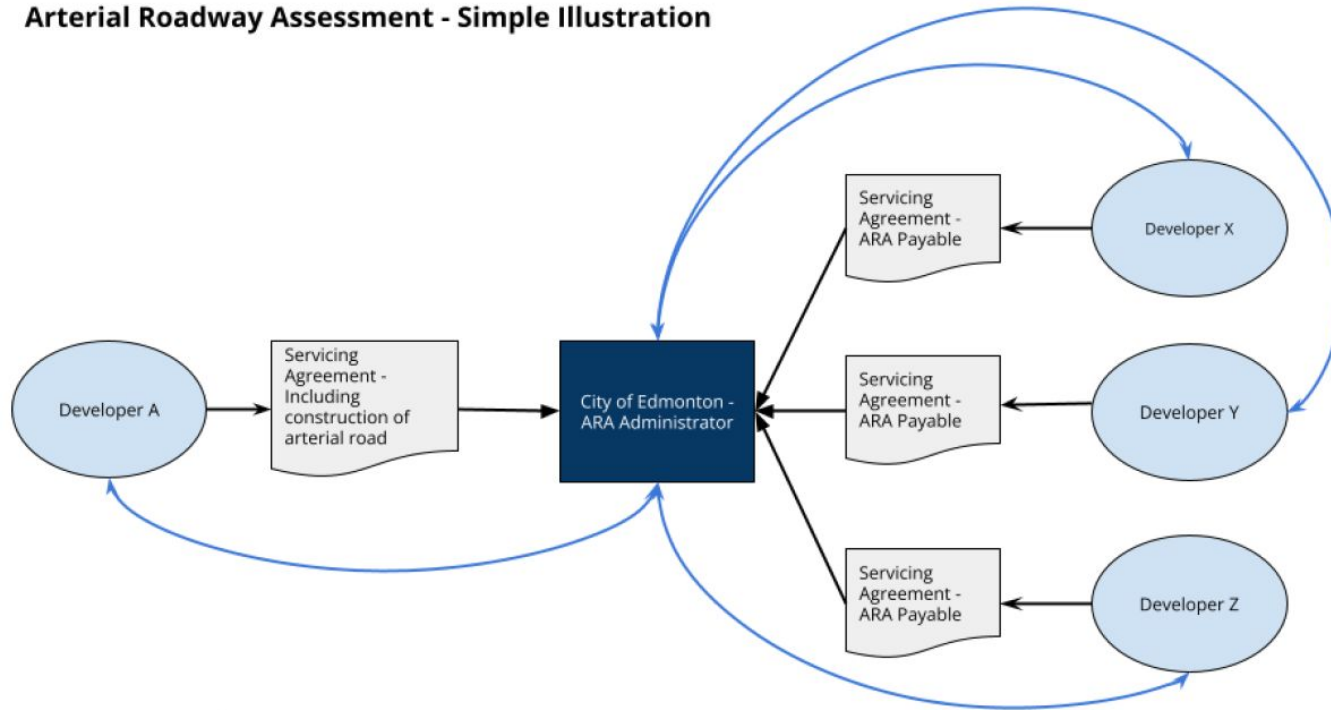 Arterial Roadway Assessment - Simple Illustration
Servicing
Agreement -
ARA Payable
Developer X
Developer A
Servicing
Agreement -
Including
construction of
arterial road
City of Edmonton -
ARA Administrator
Servicing
Agreement -
ARA Payable
Developer Y
Servicing
Agreement -
ARA Payable
Developer Z